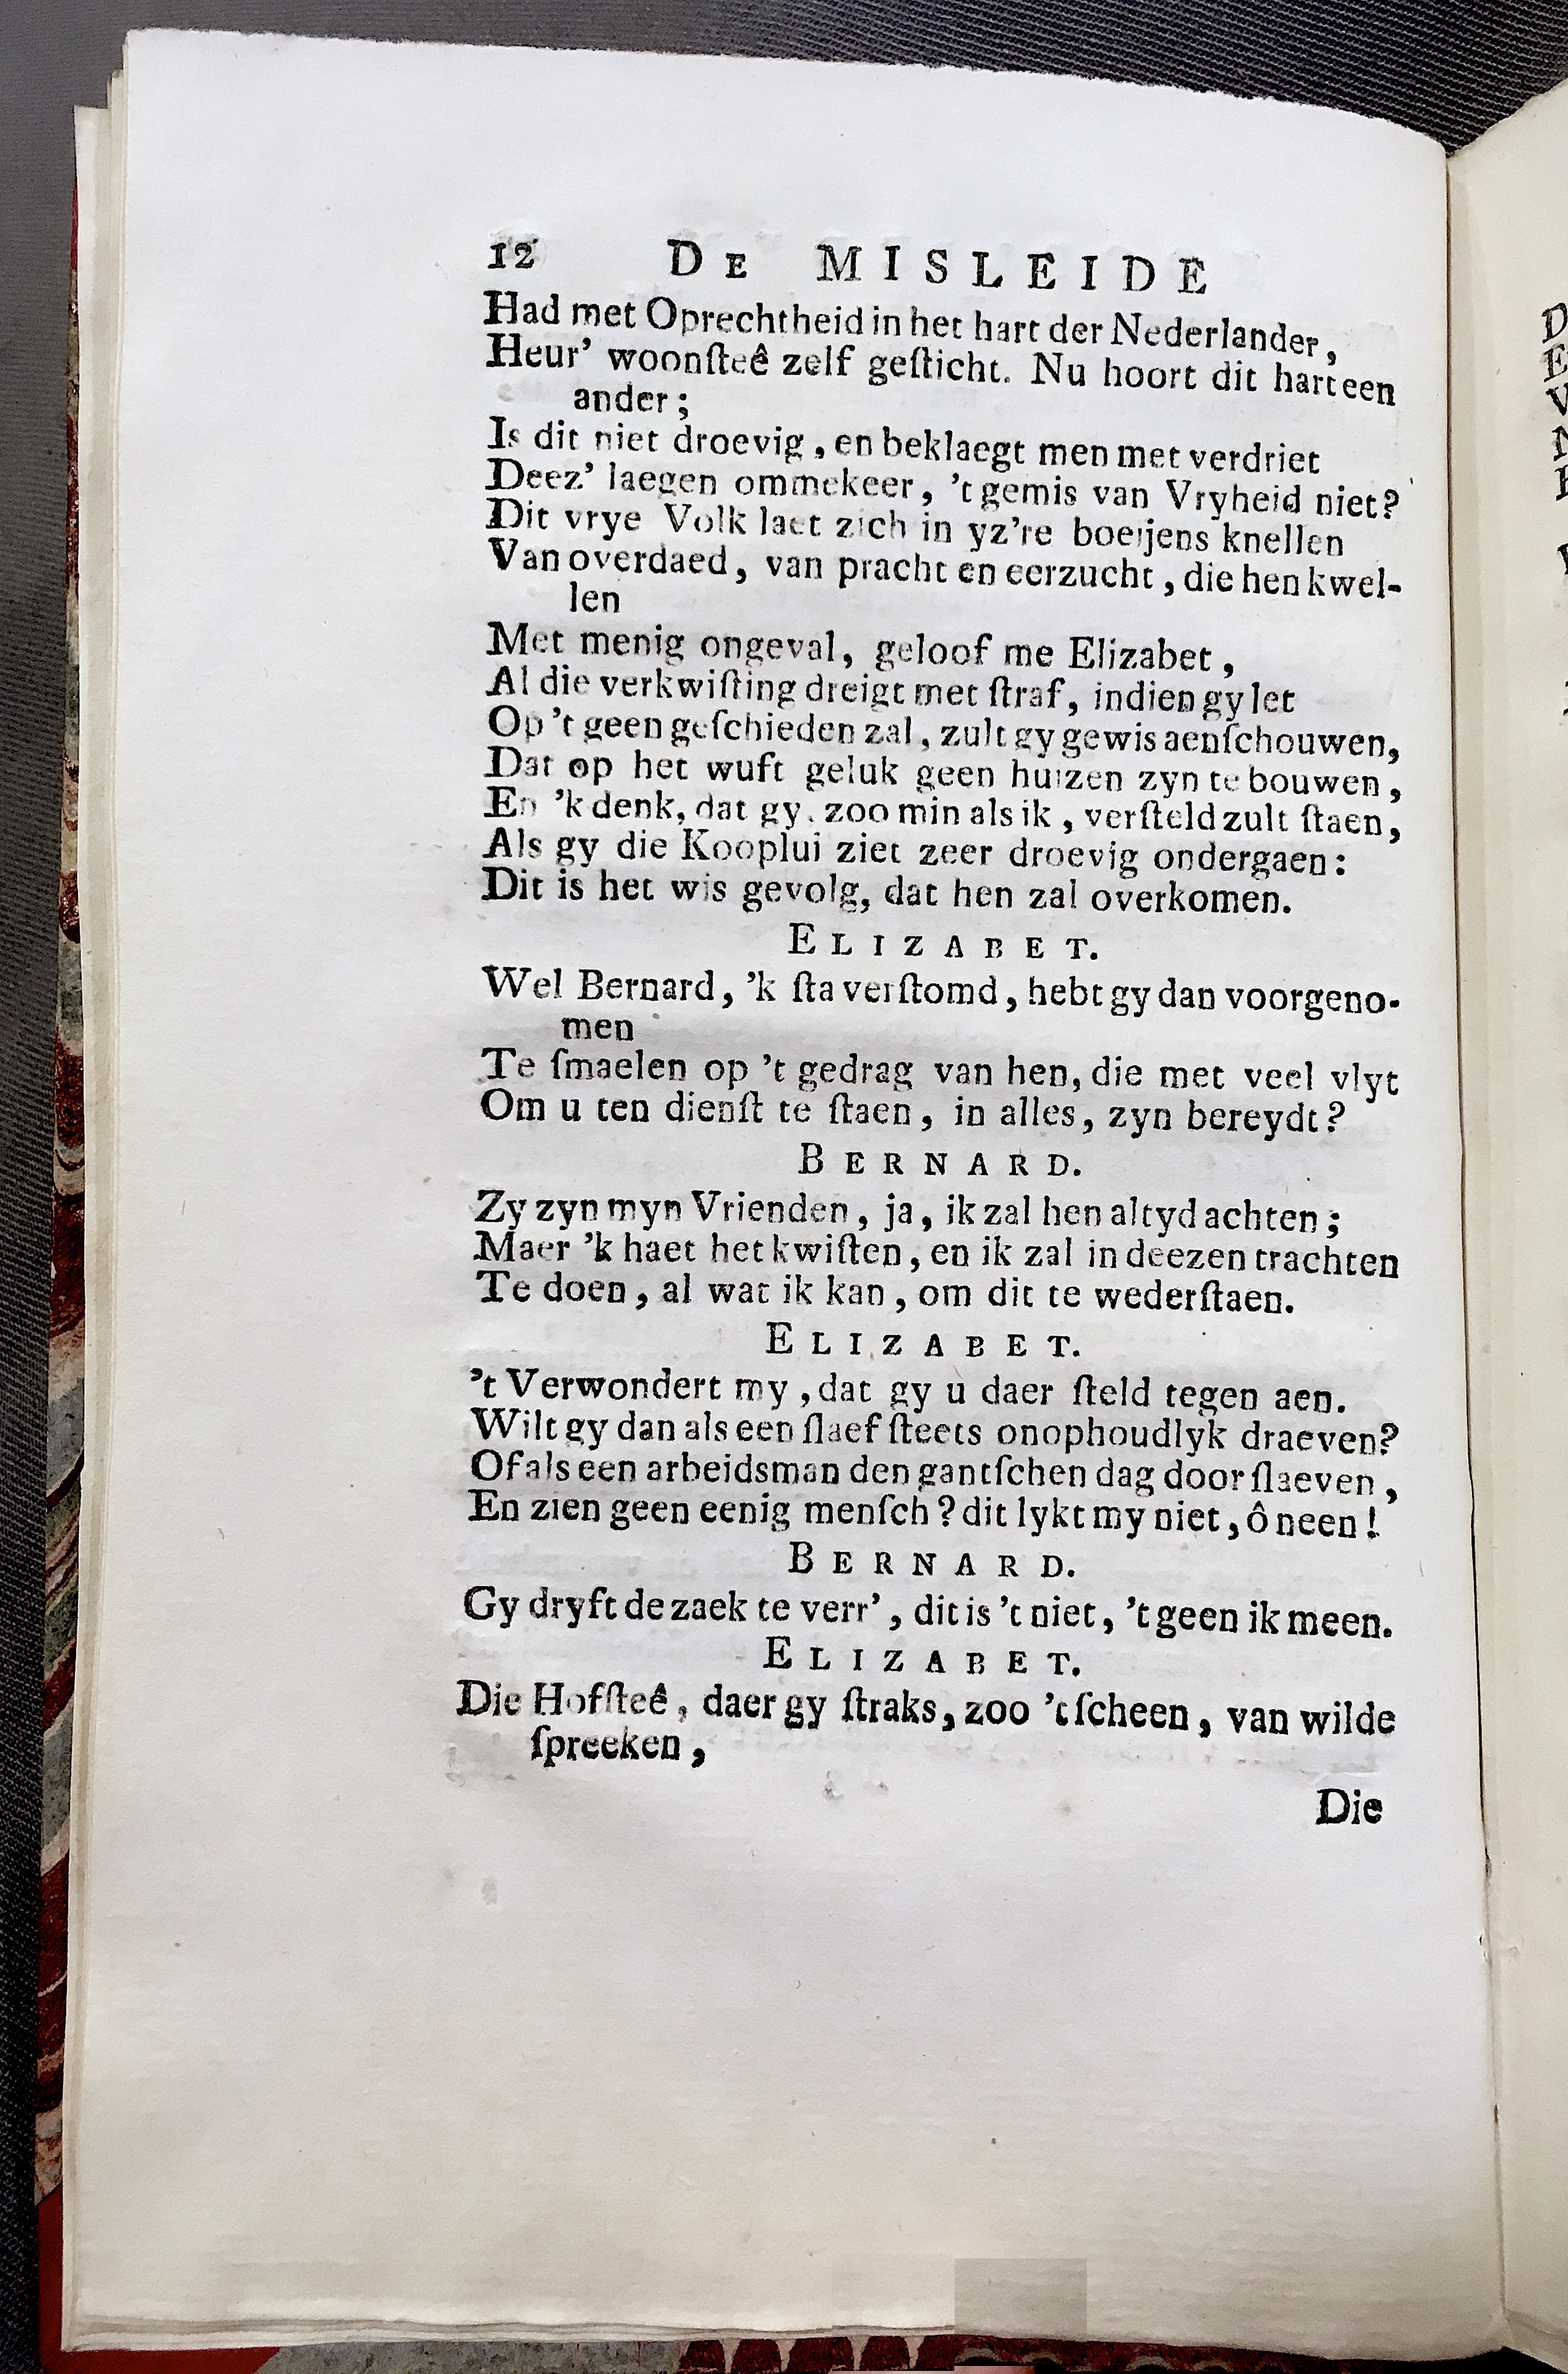 12 DE MISLEIDE
Had met Oprechtheid in het hart der Nederlander,
Heur' woonſteê zelf geſticht. Nu hoort dit hart een
ander;
Is dit niet droevig, en beklaegt men met verdriet
Deez' laegen ommekeer, 't gemis van Vryheid niet?
Dit vrye Volk laet zich in yz're boeijens knellen
Van overdaed, van pracht en eerzucht, die hen kwel-
len
Met menig ongeval, geloof me Elizabet,
Al die verkwiſting dreigt met ſtraf, indien gy let
Op 't geen geſchieden zal, zult gy gewis aenſchouwen,
Dat op het wuft geluk geen huizen zyn te bouwen,
En 'k denk, dat gy, zoo min als ik, verſteld zult ſtaen,
Als gy die Kooplui ziet zeer droevig ondergaen:
Dit is het wis gevolg, dat hen zal overkomen.
ELIZABET.
Wel Bernard, 'k ſta verſtomd, hebt gy dan voorgeno-
men
Te ſmaelen op 't gedrag van hen, die met veel vlyt
Om u ten dienſt te ſtaen, in alles, zyn bereydt?
BERNARD.
Zy zyn myn Vrienden, ja, ik zal hen altyd achten;
Maer 'k haet het kwiſten, en ik zal in deezen trachten
Te doen, al wat ik kan, om dit te wederſtaen.
ELIZABET.
't Verwondert my, dat gy u daer ſteld tegen aen.
Wilt gy dan als een ſlaef ſteets onophoudlyk draeven?
Of als een arbeidsman den gantſchen dag door ſlaeven,
En zien geen eenig menſch? dit lykt my niet, ô neen!
BERNARD.
Gy dryft de zaek te verr', dit is 't niet, 't geen ik meen.
ELIZABET.
Die Hofſteê, daer gy ſtraks, zoo 't ſcheen, van wilde
ſpreeken,
Die